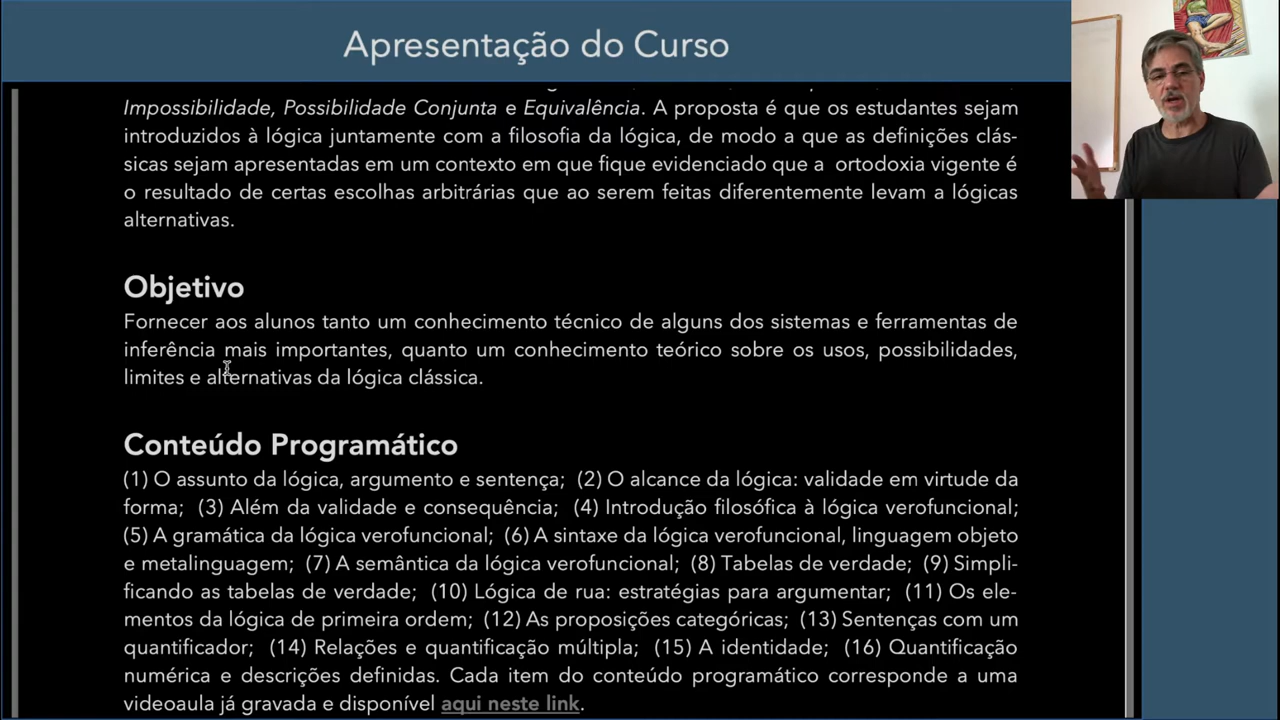 Apresentação do Curso
Impossibilidade, Possibilidade Conjunta e Equivalência. A proposta é que os estudantes sejam
introduzidos à lógica juntamente com a filosofia da lógica, de modo a que as definições clás-
sicas sejam apresentadas em um contexto em que fique evidenciado que a ortodoxia vigente é
o resultado de certas escolhas arbitrárias que ao serem feitas diferentemente levam a lógicas
alternativas.
Objetivo
Fornecer aos alunos tanto um conhecimento técnico de alguns dos sistemas e ferramentas de
inferência mais importantes, quanto um conhecimento teórico sobre os usos, possibilidades,
limites e alternativas da lógica clássica.
Conteúdo Programático
(1) O assunto da lógica, argumento e sentença; (2) O alcance da lógica: validade em virtude da
forma; (3) Além da validade e consequência; (4) Introdução filosófica à lógica verofuncional;
(5) A gramática da lógica verofuncional; (6) A sintaxe da lógica verofuncional, linguagem objeto
e metalinguagem; (7) A semântica da lógica verofuncional; (8) Tabelas de verdade; (9) Simpli-
ficando as tabelas de verdade; (10) Lógica de rua: estratégias para argumentar; (11) Os ele-
mentos da lógica de primeira ordem; (12) As proposições categóricas; (13) Sentenças com um
quantificador; (14) Relações e quantificação múltipla; (15) A identidade; (16) Quantificação
numérica e descrições definidas. Cada item do conteúdo programático corresponde a uma
videoaula já gravada e disponível aqui neste link.